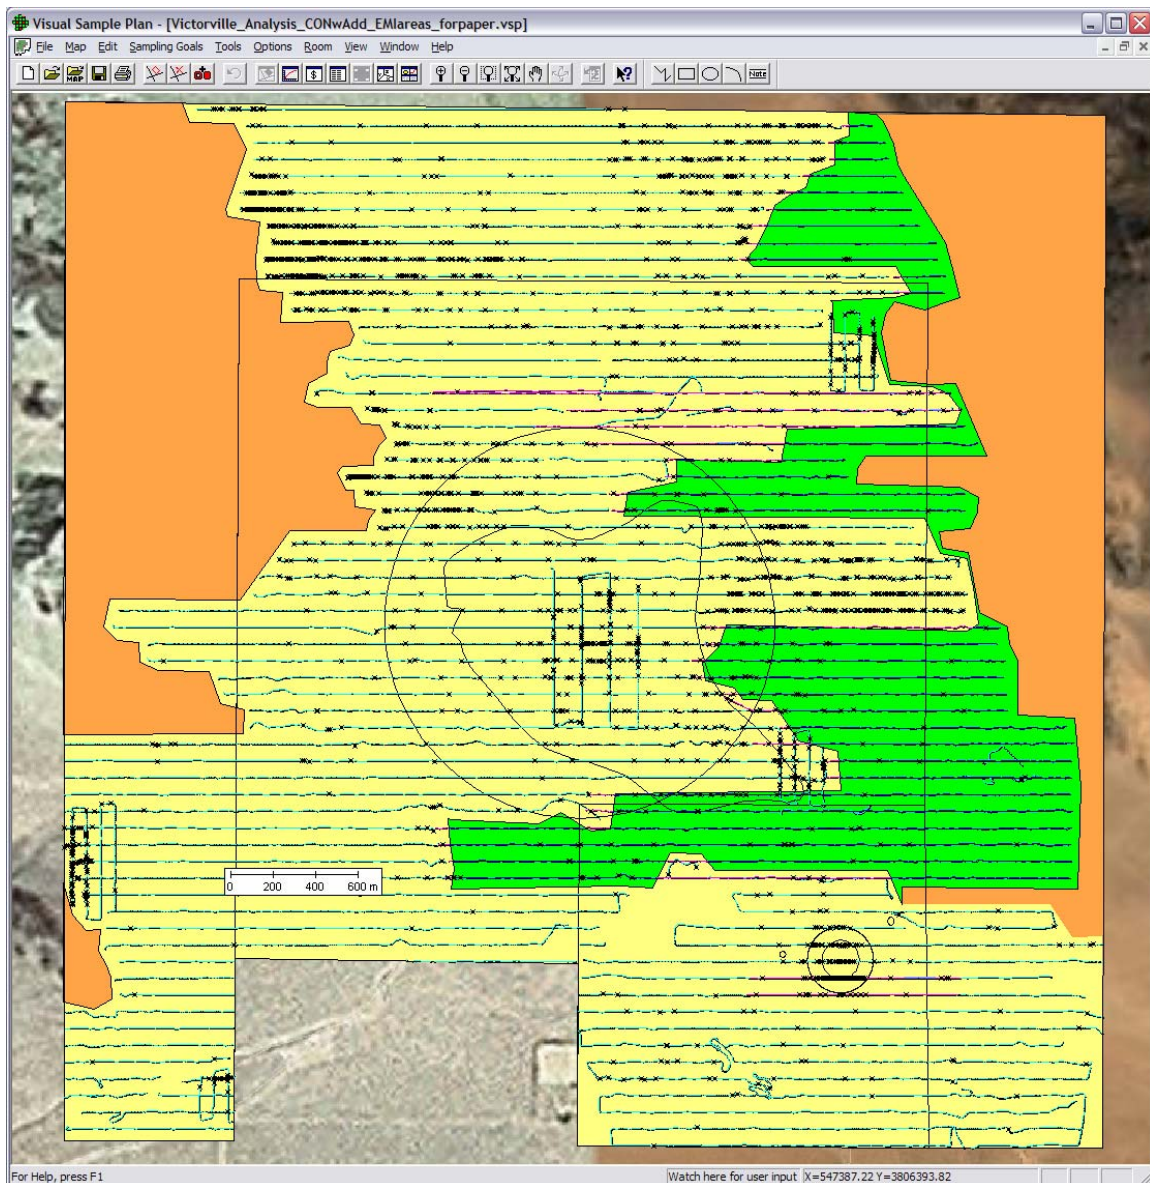 Visual Sample Plan - [Victorville_Analysis_CONwAdd_EMIareas_forpaper.vsp]
File Map Edit Sampling Goals Tools Options Room View Window Help
MAP
$
Note
0 200 400 600 m
For Help, press F1
Watch here for user input X=547387.22 Y=3806393.82